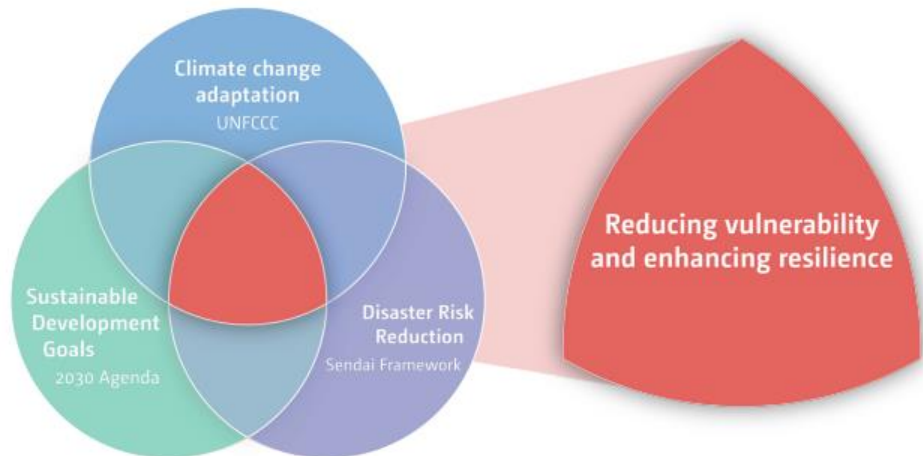 Climate change
adaptation
UNFCCC
Sustainable
Development
Goals
2030 Agenda
Disaster Risk
Reduction
Sendai Framework
Reducing vulnerability
and enhancing resilience